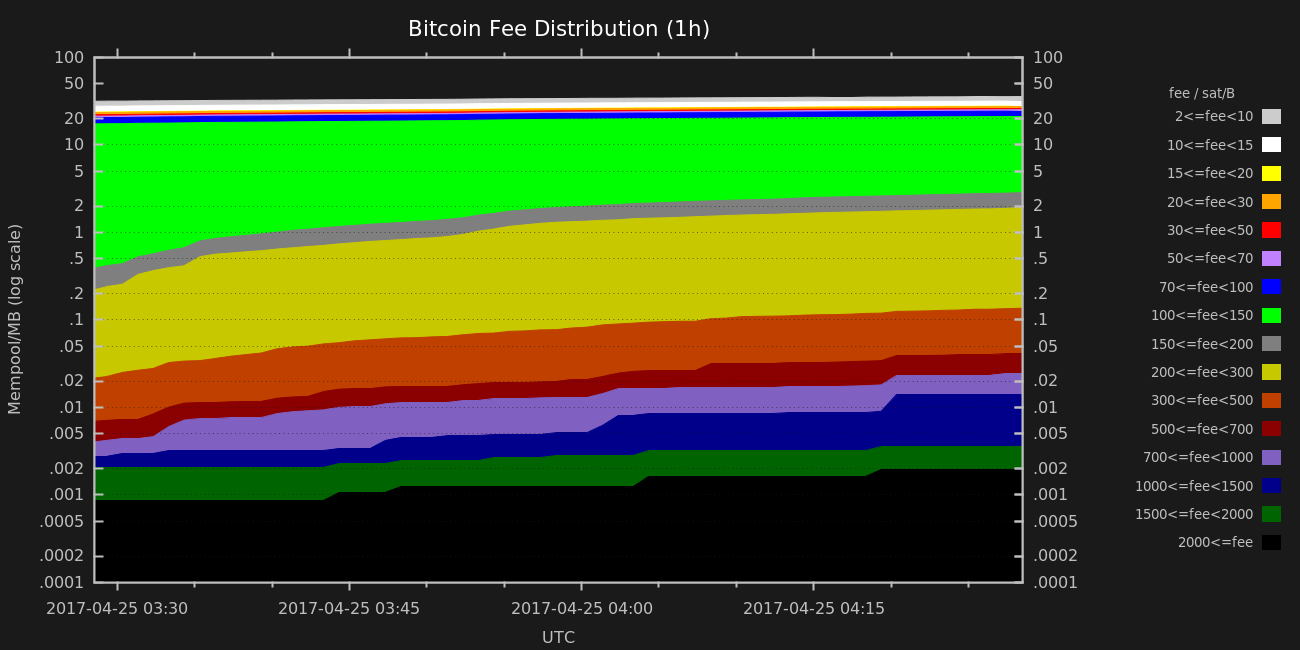 Bitcoin Fee Distribution (1h)
100
50
20
10
5
2
1
.5
.2
.1
.05
.02
.01
.005
.002
.001
.0005
.0002
.0001
Mempool/MB (log scale)
100
50
20
10
5
2
1
.5
.2
.1
.05
.02
.01
.005
.002
.001
.0005
.0002
.0001
2017-04-25 03:30
2017-04-25 03:45
2017-04-25 04:00
2017-04-25 04:15
UTC
fee / sat/B
2<=fee<10
10<=fee<15
15<=fee<20
20<=fee<30
30<=fee<50
50<=fee<70
70<=fee<100
100<=fee<150
150<=fee<200
200<=fee<300
300<=fee<500
500<=fee<700
700<=fee<1000
1000<=fee<1500
1500<=fee<2000
2000<=fee